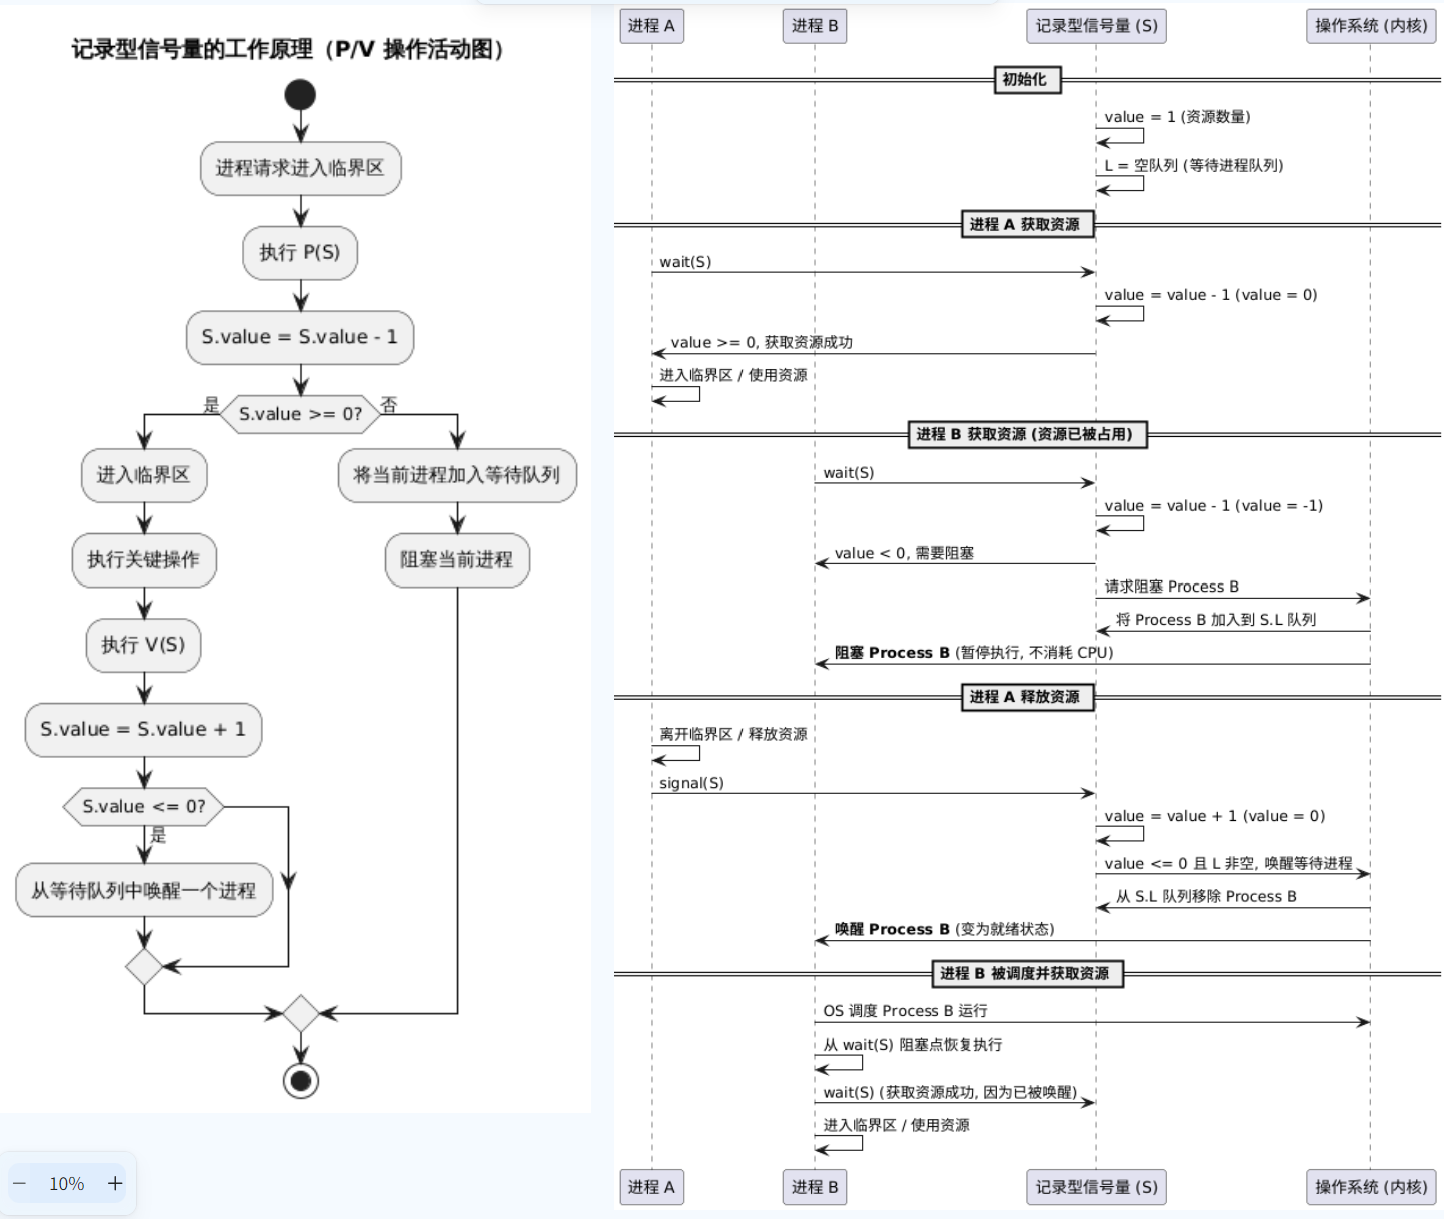 记录型信号量的工作原理（P/V 操作活动图）
进程请求进入临界区
执行 P(S)
S.value = S.value - 1
是
S.value >= 0?
否
进入临界区
执行关键操作
执行 V(S)
S.value = S.value + 1
S.value <= 0?
是
从等待队列中唤醒一个进程
将当前进程加入等待队列
阻塞当前进程
10%
进程 A
进程 B
记录型信号量 (S)
操作系统 (内核)
初始化
value = 1 (资源数量)
L = 空队列 (等待进程队列)
进程 A 获取资源
wait(S)
value = value - 1 (value = 0)
value >= 0, 获取资源成功
进入临界区 / 使用资源
进程 B 获取资源 (资源已被占用)
wait(S)
value = value - 1 (value = -1)
value < 0, 需要阻塞
请求阻塞 Process B
将 Process B 加入到 S.L 队列
阻塞 Process B (暂停执行, 不消耗 CPU)
进程 A 释放资源
离开临界区 / 释放资源
signal(S)
value = value + 1 (value = 0)
value <= 0 且 L 非空, 唤醒等待进程
从 S.L 队列移除 Process B
唤醒 Process B (变为就绪状态)
进程 B 被调度并获取资源
OS 调度 Process B 运行
从 wait(S) 阻塞点恢复执行
wait(S) (获取资源成功, 因为已被唤醒)
进入临界区 / 使用资源
进程 A
进程 B
记录型信号量 (S)
操作系统 (内核)